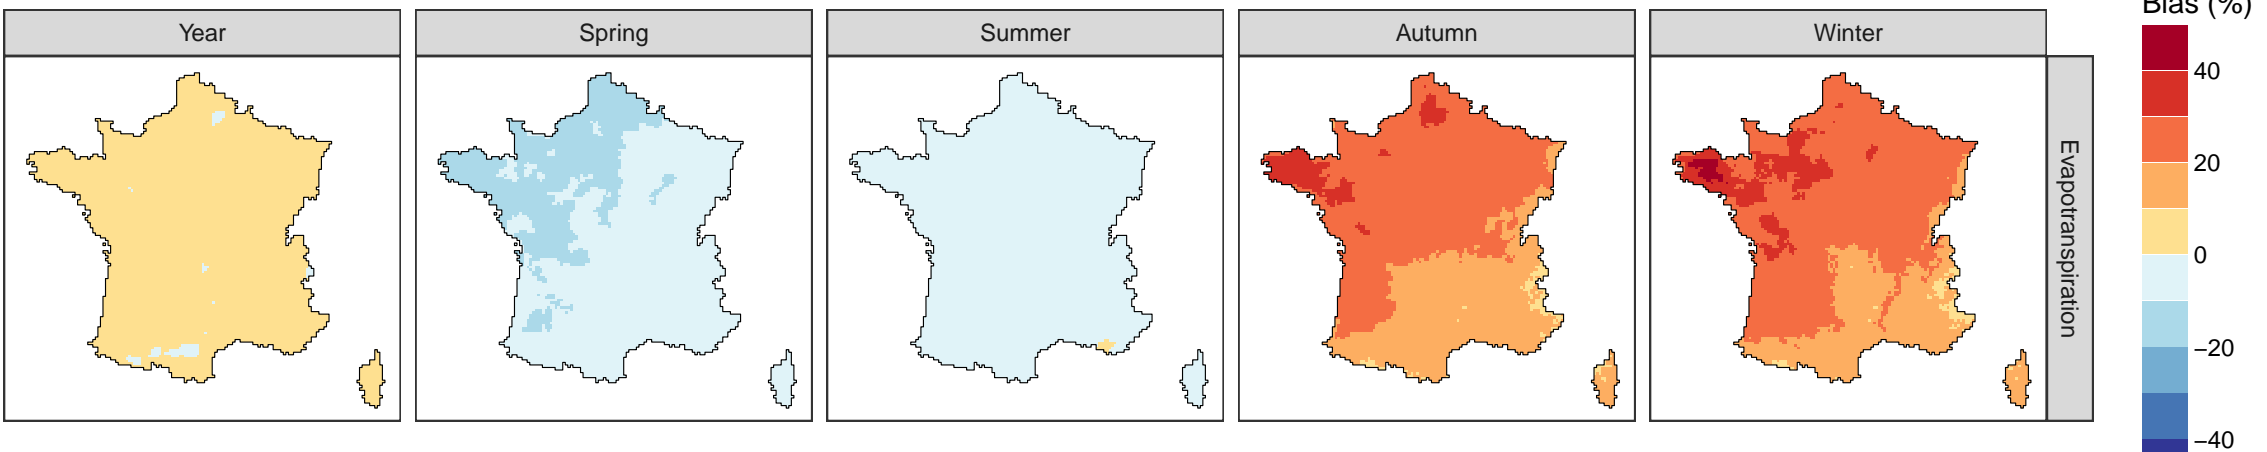 Bias (%)
Year
Spring
Summer
Autumn
Winter
Evapotranspiration
40
20
0
−20
−40